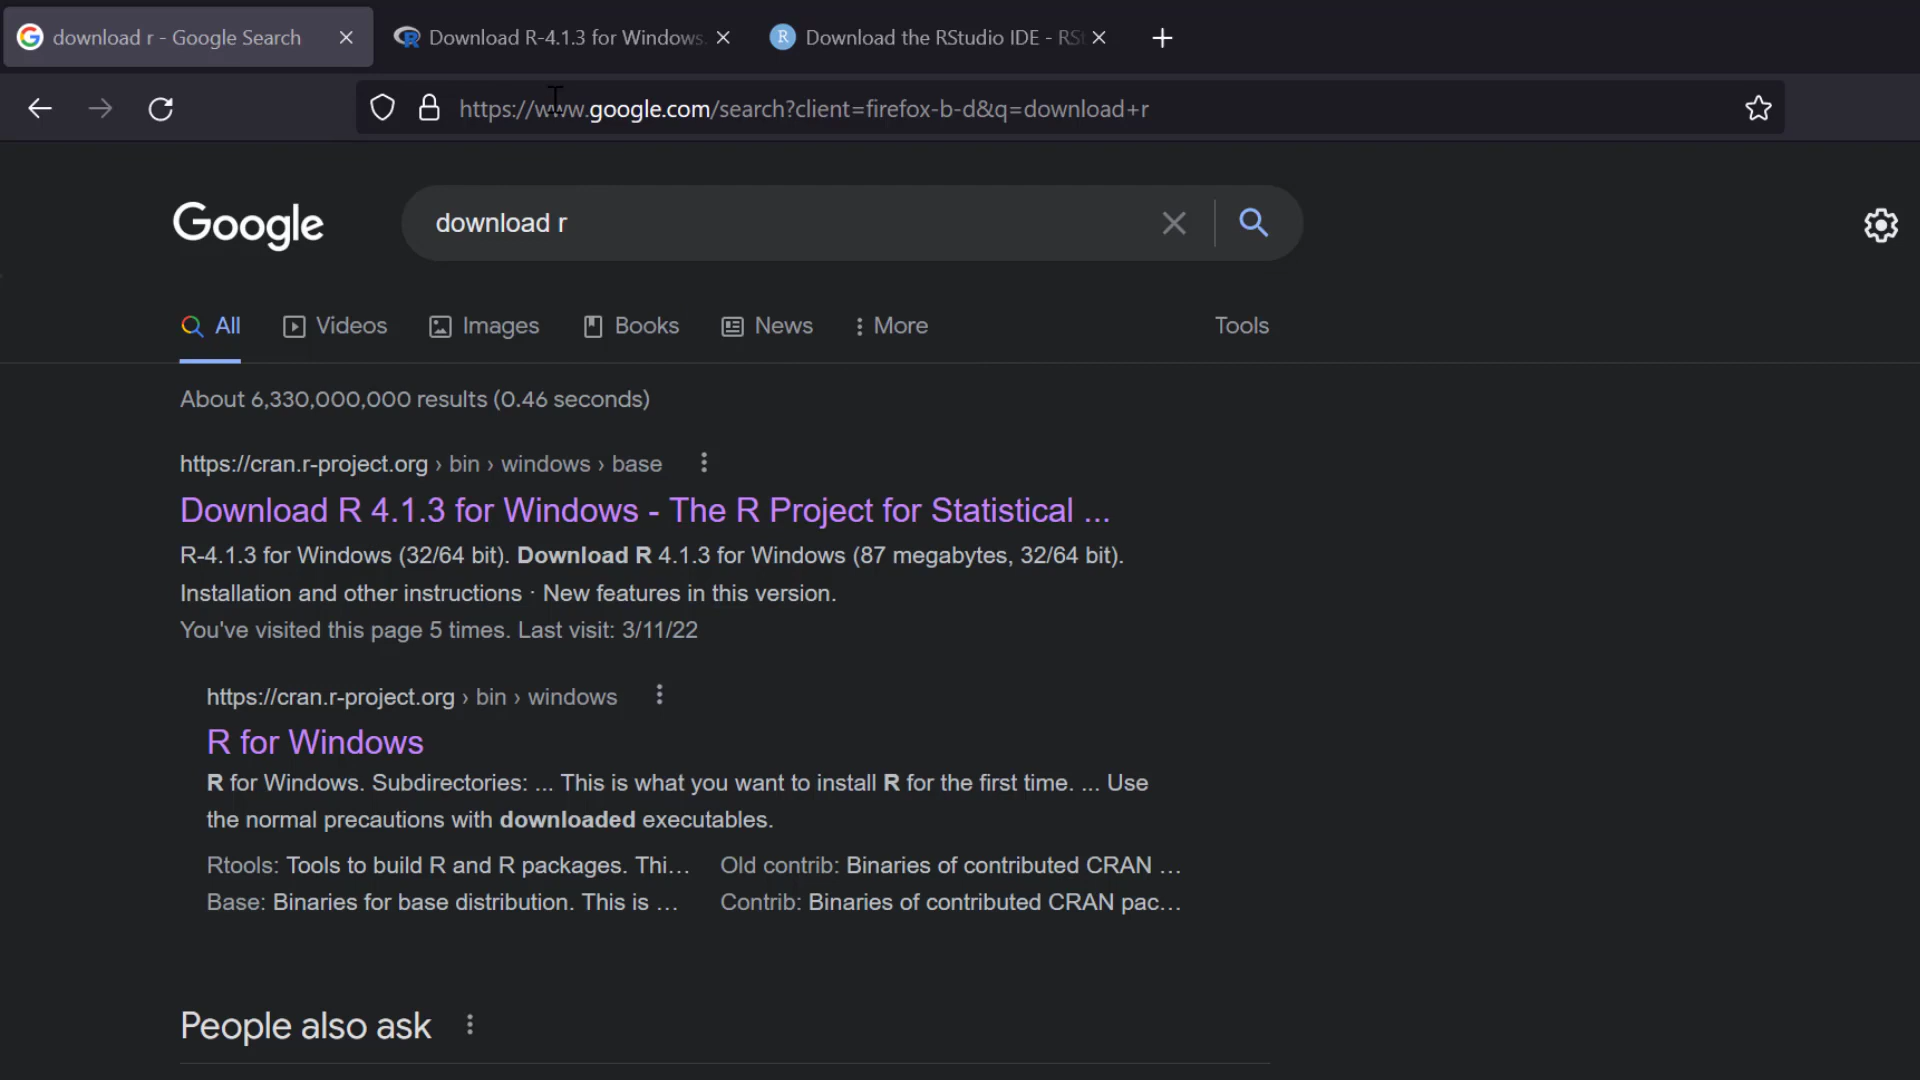 download r - Google Search
Download R-4.1.3 for Windows.
Download the RStudio IDE - RSt
https://www.google.com/search?client=firefox-b-d&q=download+r
Google
download r
All
Videos
Images
Books
News
More
Tools
About 6,330,000,000 results (0.46 seconds)
https://cran.r-project.org › bin › windows › base
Download R 4.1.3 for Windows - The R Project for Statistical ...
R-4.1.3 for Windows (32/64 bit). Download R 4.1.3 for Windows (87 megabytes, 32/64 bit).
Installation and other instructions · New features in this version.
You've visited this page 5 times. Last visit: 3/11/22
https://cran.r-project.org › bin › windows
R for Windows
R for Windows. Subdirectories: ... This is what you want to install R for the first time. ... Use
the normal precautions with downloaded executables.
Rtools: Tools to build R and R packages. Thi...
Old contrib: Binaries of contributed CRAN ...
Base: Binaries for base distribution. This is ...
Contrib: Binaries of contributed CRAN pac...
People also ask